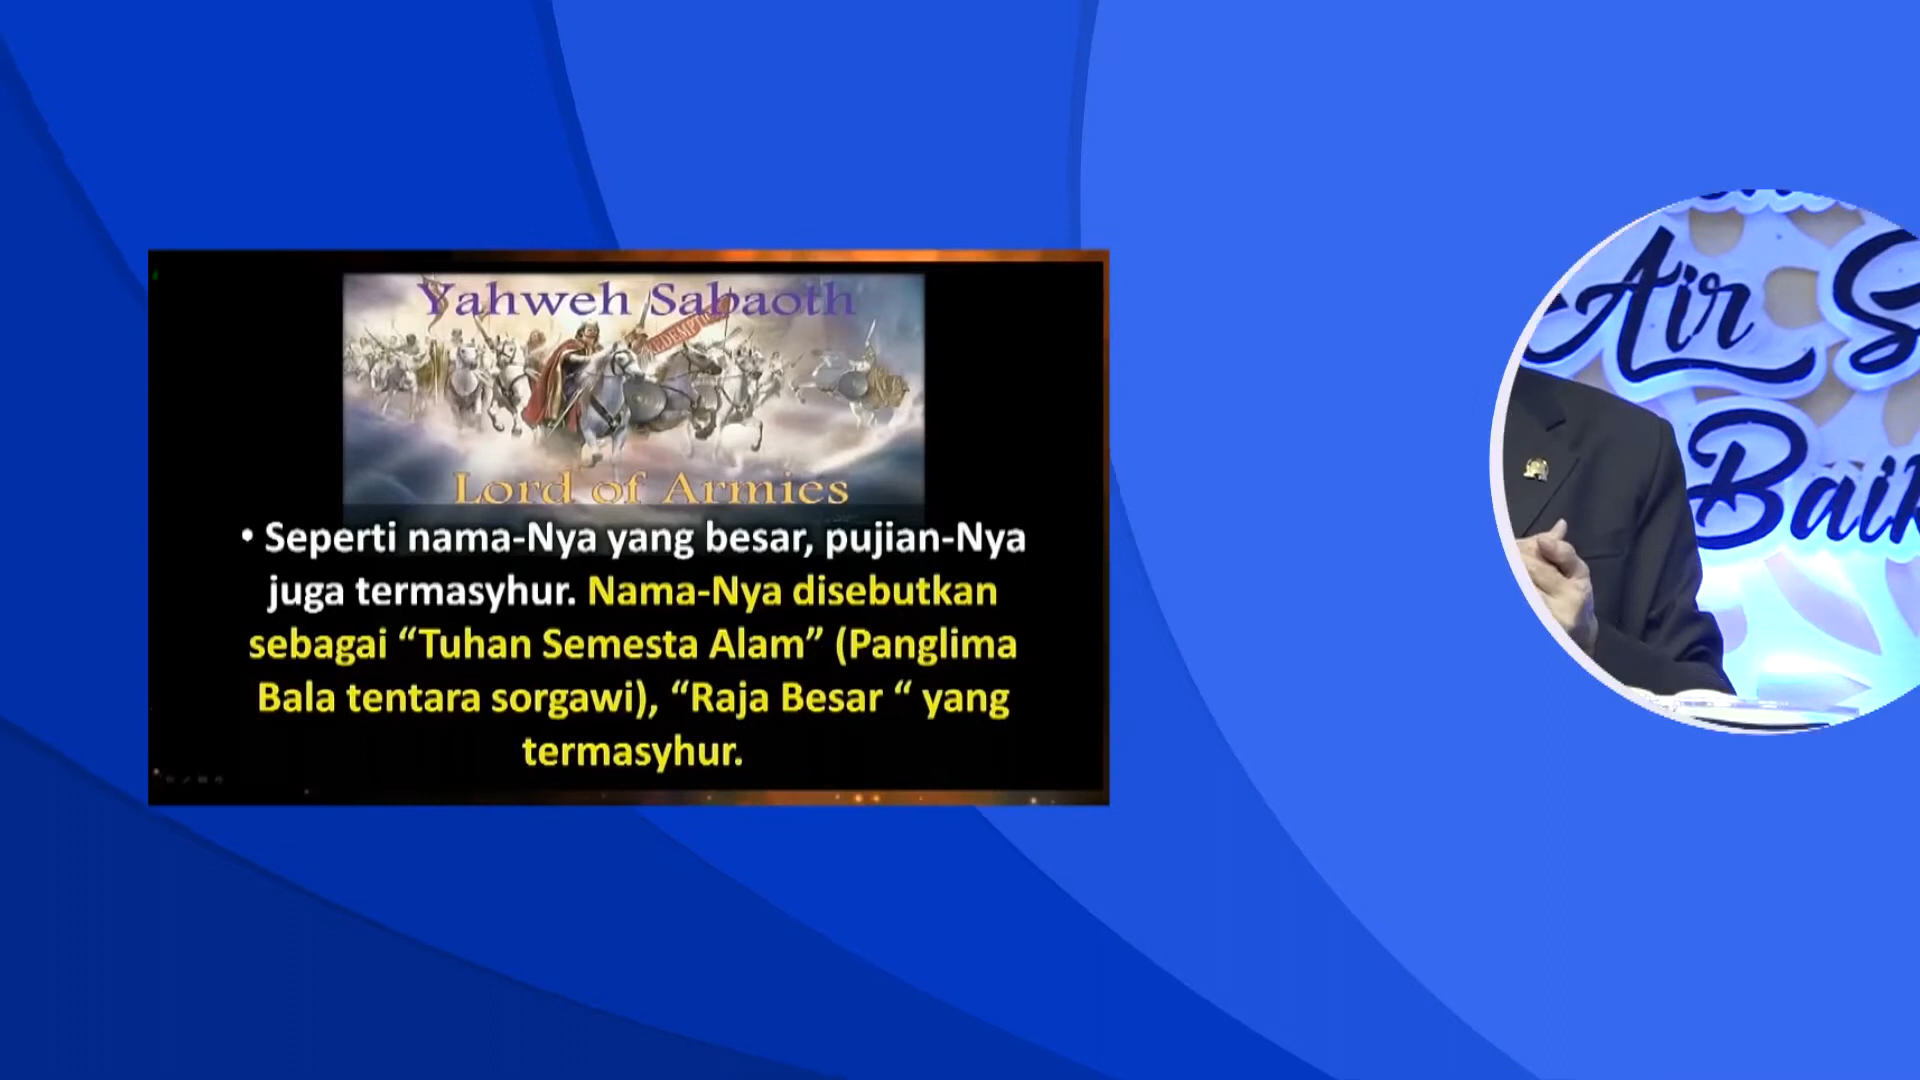 Yahweh Sabaoth
Lord of Armies
• Seperti nama-Nya yang besar, pujian-Nya
juga termasyhur. Nama-Nya disebutkan
sebagai “Tuhan Semesta Alam” (Panglima
Bala tentara sorgawi), “Raja Besar “ yang
termasyhur.
Air S
Baik